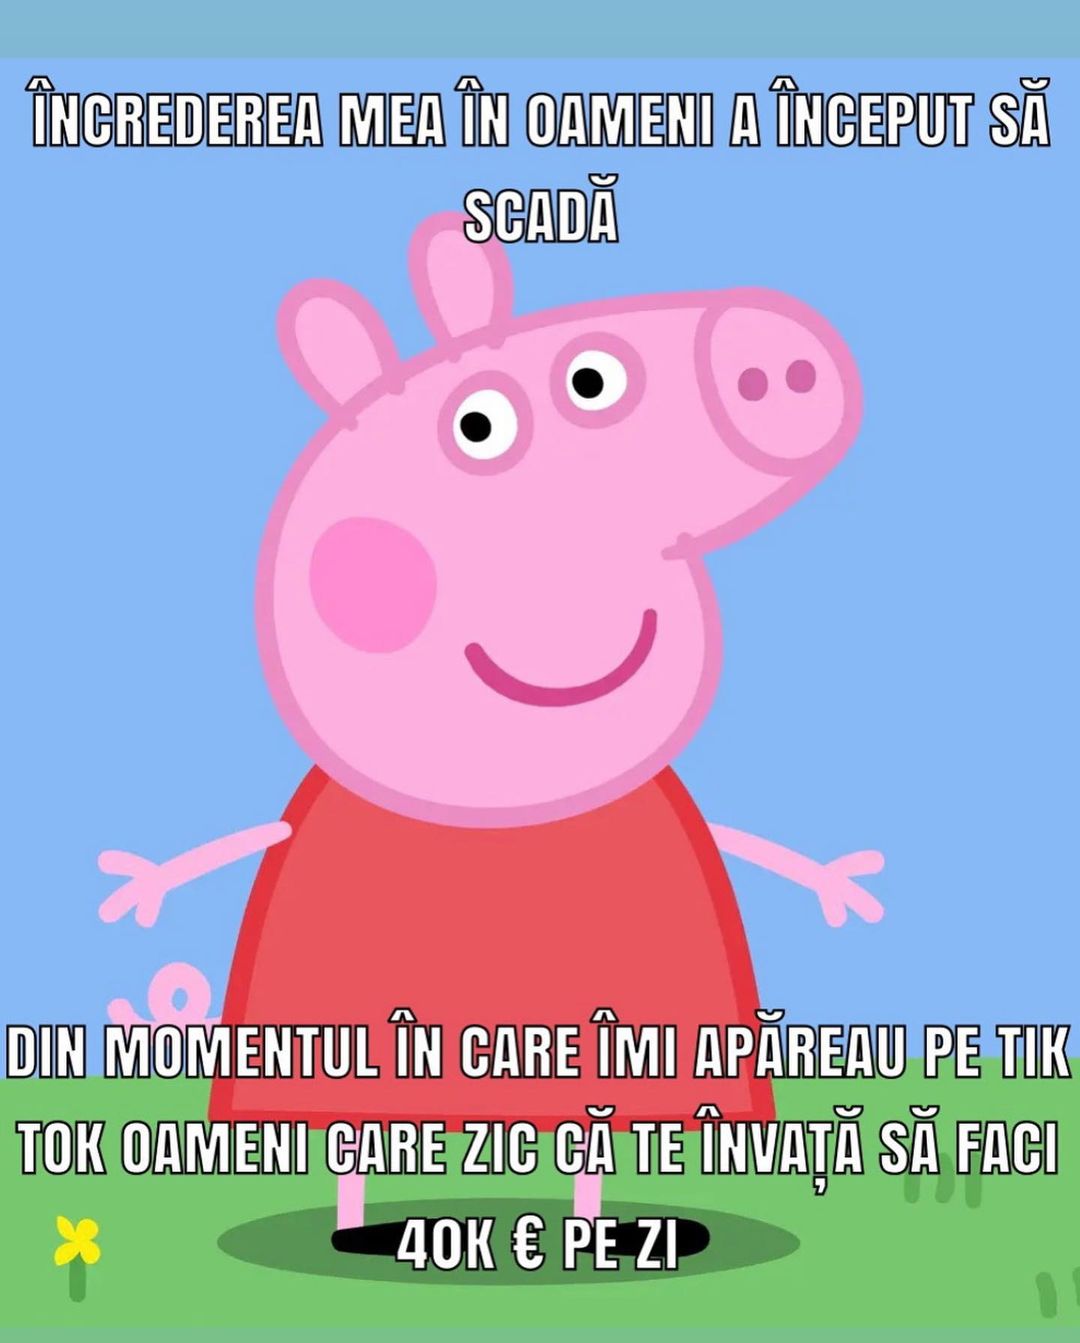 ÎNCREDEREA MEA ÎN OAMENI A ÎNCEPUT SĂ
SCADĂ
DIN MOMENTUL ÎN CARE ÎMI APĂREAU PE TIK
TOK OAMENI CARE ZIC CĂ TE ÎNVAȚĂ SĂ FACI
40K € PE ZI